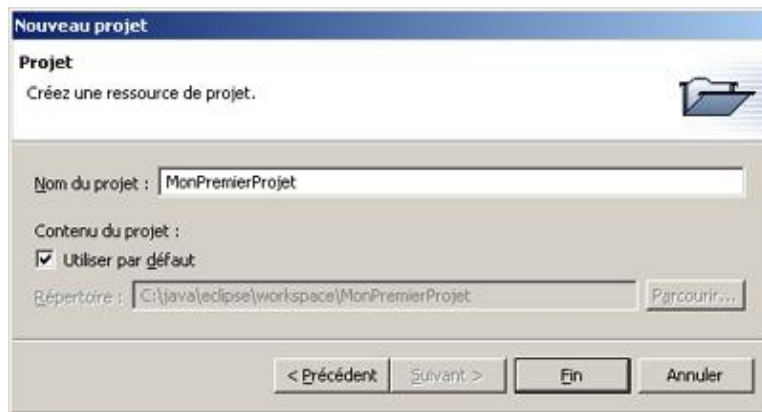 Nouveau projet
Projet
Créez une ressource de projet.
Nom du projet : MonPremierProjet
Contenu du projet :
Utiliser par défaut
Répertoire : C:\java\eclipse\workspace\MonPremierProjet Parcourir...
< Précédent Suivant > Fin Annuler